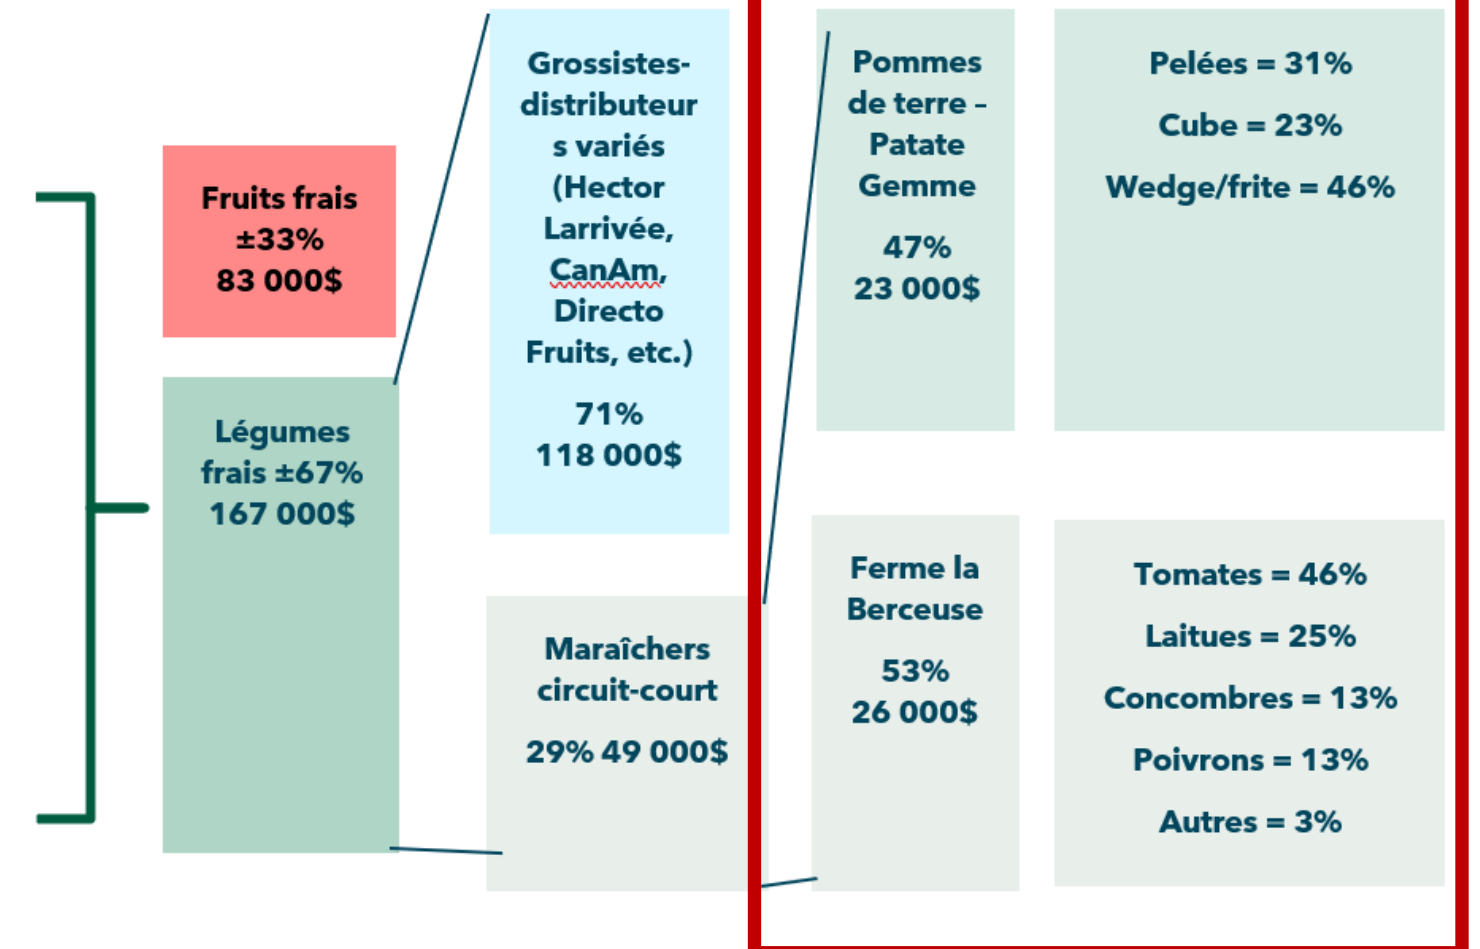 Fruits frais
±33%
83 000$
Légumes
frais ±67%
167 000$
Grossistes-
distributeur
s variés
(Hector
Larrivée,
CanAm,
Directo
Fruits, etc.)
71%
118 000$
Maraîchers
circuit-court
29% 49 000$
Pommes
de terre –
Patate
Gemme
47%
23 000$
Pelées = 31%
Cube = 23%
Wedge/frite = 46%
Ferme la
Berceuse
53%
26 000$
Tomates = 46%
Laitues = 25%
Concombres = 13%
Poivrons = 13%
Autres = 3%